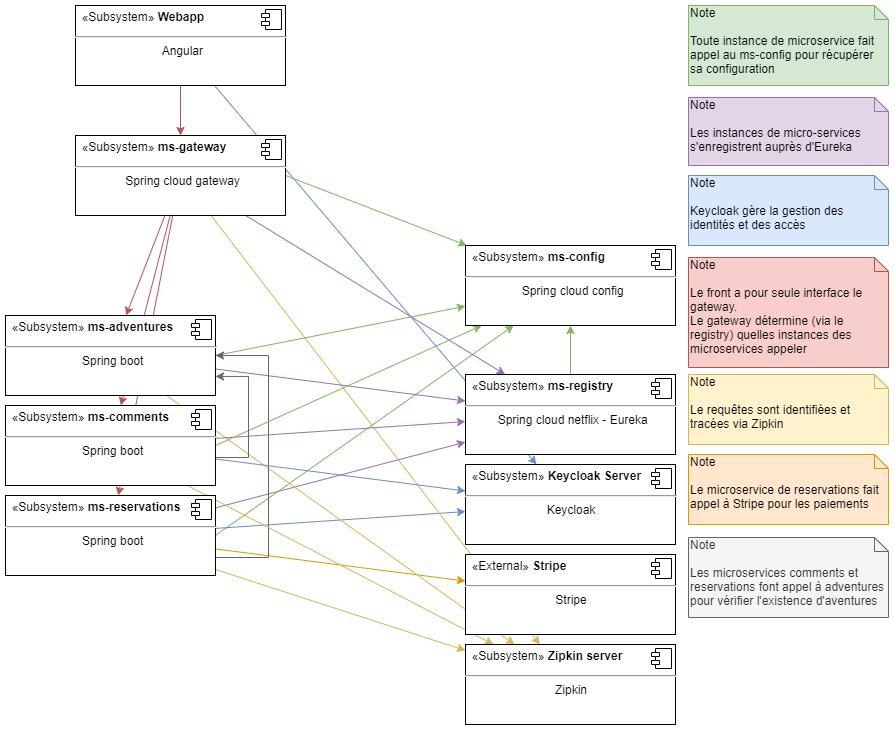 «Subsystem» Webapp
Angular
«Subsystem» ms-gateway
Spring cloud gateway
«Subsystem» ms-adventures
Spring boot
«Subsystem» ms-comments
Spring boot
«Subsystem» ms-reservations
Spring boot
«Subsystem» ms-config
Spring cloud config
«Subsystem» ms-registry
Spring cloud netflix - Eureka
«Subsystem» Keycloak Server
Keycloak
«External» Stripe
Stripe
«Subsystem» Zipkin server
Zipkin
Note
Toute instance de microservice fait
appel au ms-config pour récupérer
sa configuration
Note
Les instances de micro-services
s'enregistrent auprès d'Eureka
Note
Keycloak gère la gestion des
identités et des accès
Note
Le front a pour seule interface le
gateway.
Le gateway détermine (via le
registry) quelles instances des
microservices appeler
Note
Le requêtes sont identifiées et
tracées via Zipkin
Note
Le microservice de reservations fait
appel à Stripe pour les paiements
Note
Les microservices comments et
reservations font appel à adventures
pour vérifier l'existence d'aventures